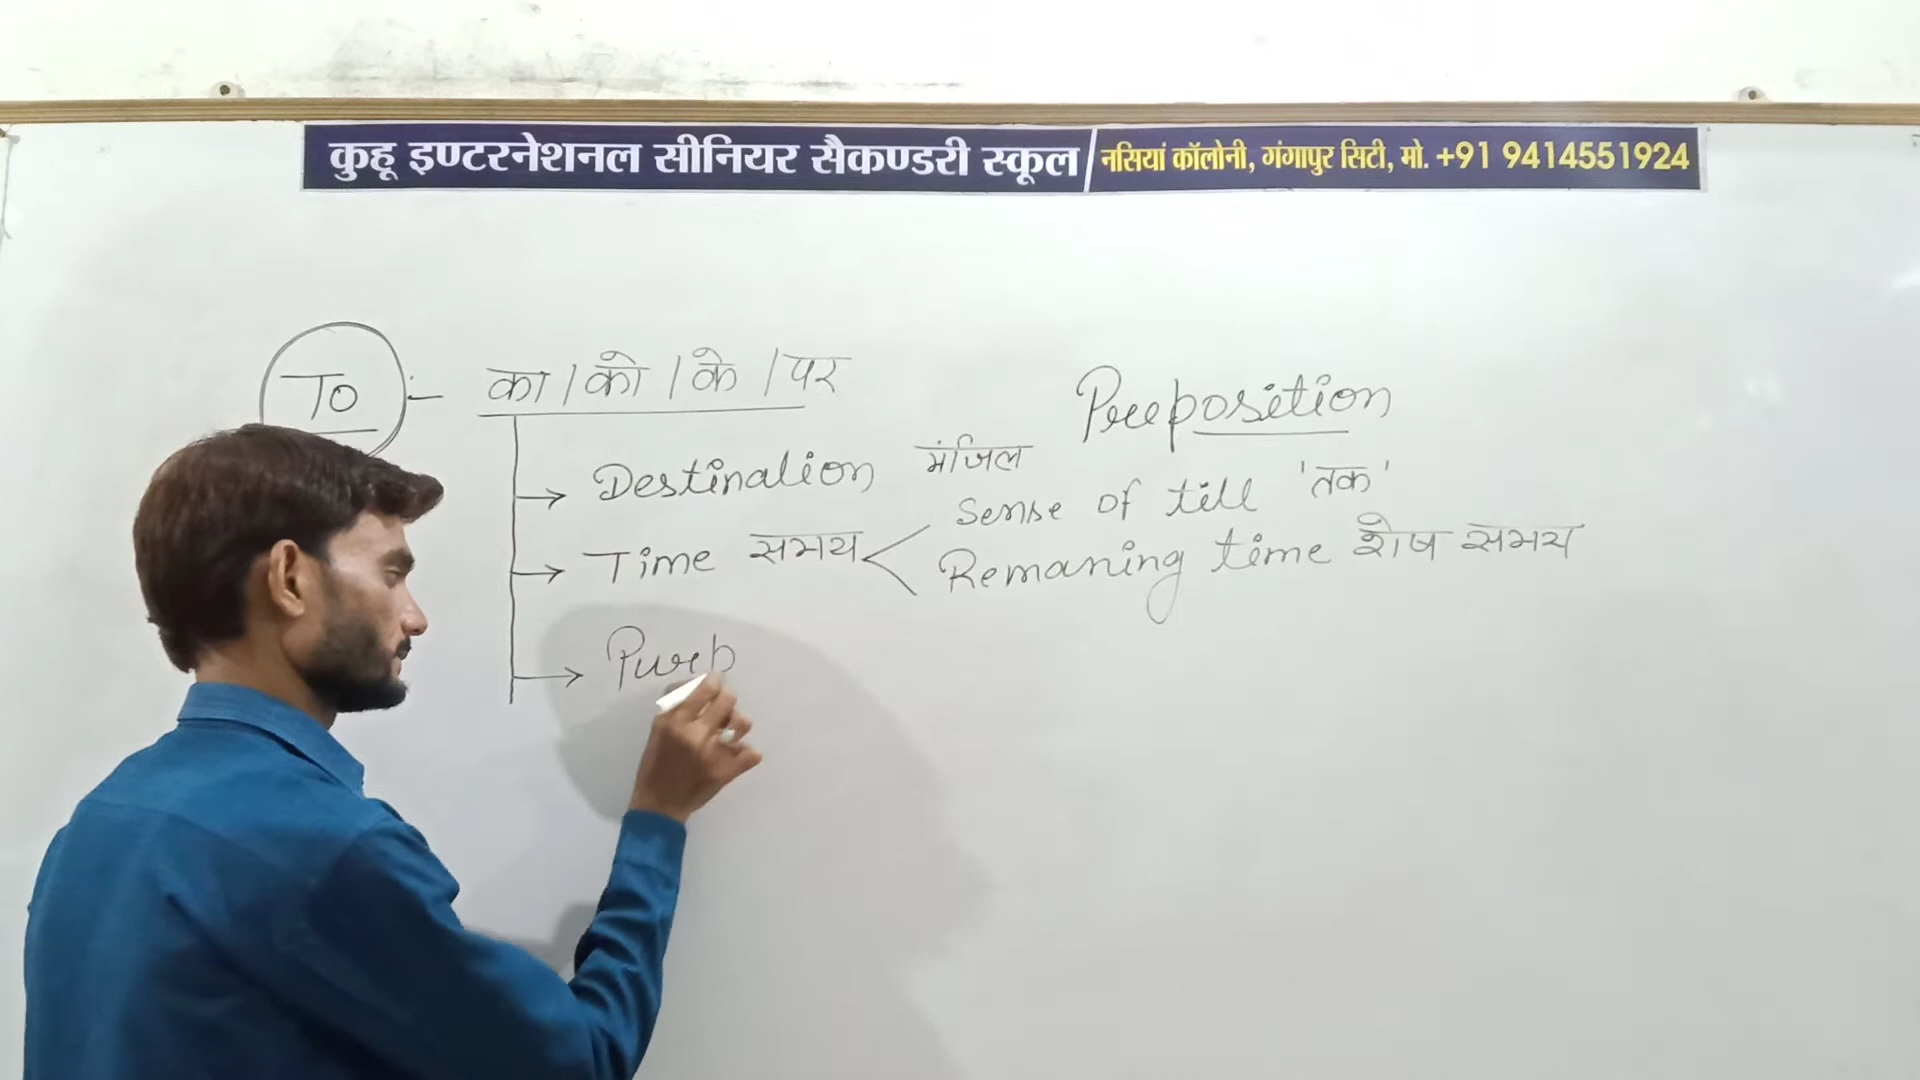 कुहू इण्टरनेशनल सीनियर सैकण्डरी स्कूल / नसियां कॉलोनी, गंगापुर सिटी, मो. +91 9414551924
To :- का / को / के / पर
Preposition
Destination मंजिल
Time समय < Sense of till 'तक'
Remaning time शेष समय
Purp